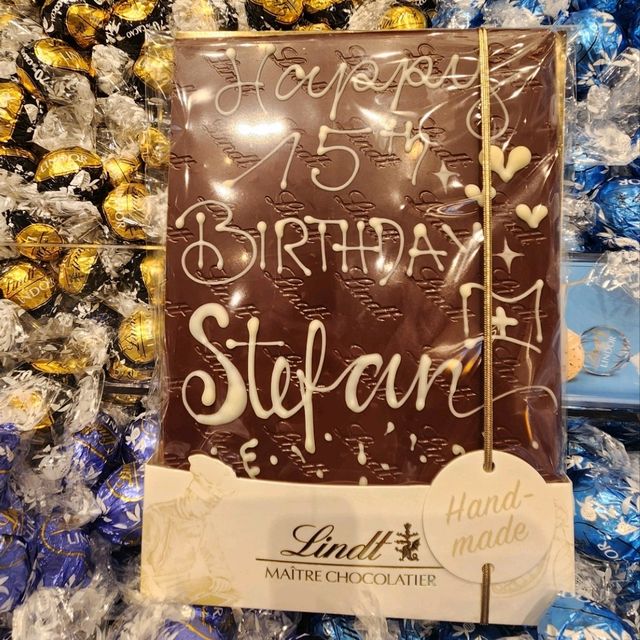 Happy
15TH
BIRTHDAY
Stefan
Hand-
made
Lindt
MAÎTRE CHOCOLATIER